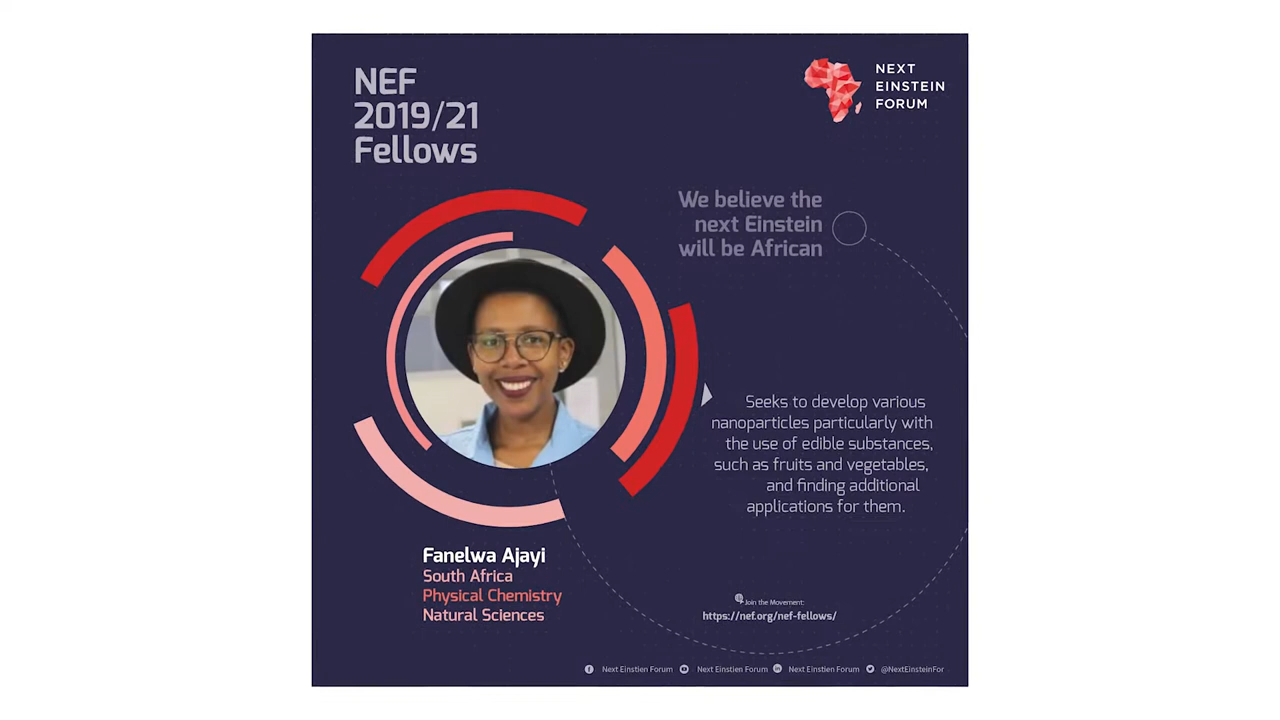 NEF
2019/21
Fellows
NEXT
EINSTEIN
FORUM
We believe the
next Einstein
will be African
Seeks to develop various
nanoparticles particularly with
the use of edible substances,
such as fruits and vegetables,
and finding additional
applications for them.
Fanelwa Ajayi
South Africa
Physical Chemistry
Natural Sciences
Join the Movement:
https://nef.org/nef-fellows/
Next Einstien Forum Next Einstien Forum Next Einstien Forum @NextEinsteinFor